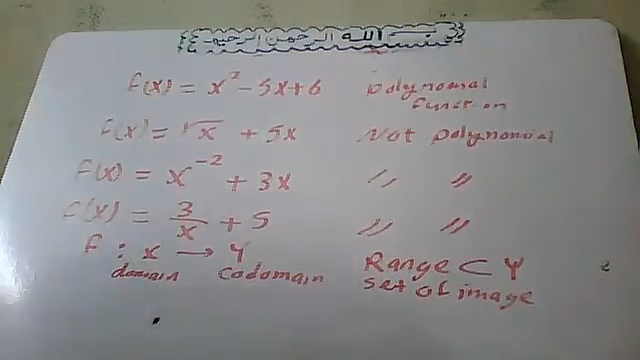 بسم الله الرحمن الرحيم
f(x) = x² - 5x + 6 polynomial function
f(x) = √x + 5x Not polynomial
f(x) = x⁻² + 3x // //
f(x) = 3/x + 5 // //
f : x → y Range ⊂ y
domain codomain set of image